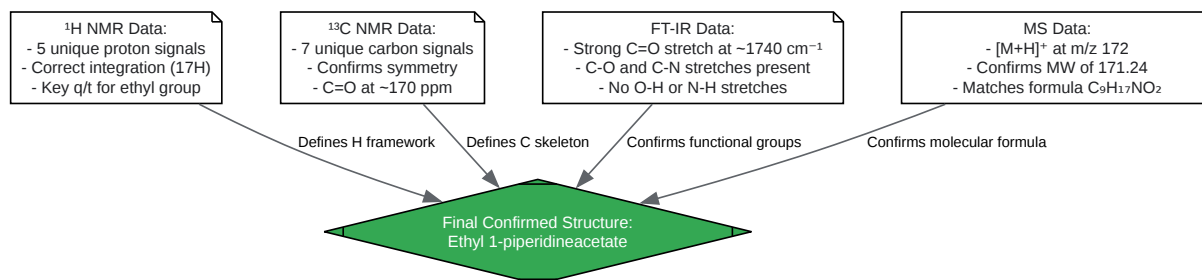 ¹H NMR Data:
- 5 unique proton signals
- Correct integration (17H)
- Key q/t for ethyl group
¹³C NMR Data:
- 7 unique carbon signals
- Confirms symmetry
- C=O at ~170 ppm
FT-IR Data:
- Strong C=O stretch at ~1740 cm⁻¹
- C-O and C-N stretches present
- No O-H or N-H stretches
MS Data:
- [M+H]⁺ at m/z 172
- Confirms MW of 171.24
- Matches formula C₉H₁₇NO₂
Defines H framework
Defines C skeleton
Confirms functional groups
Confirms molecular formula
Final Confirmed Structure:
Ethyl 1-piperidineacetate